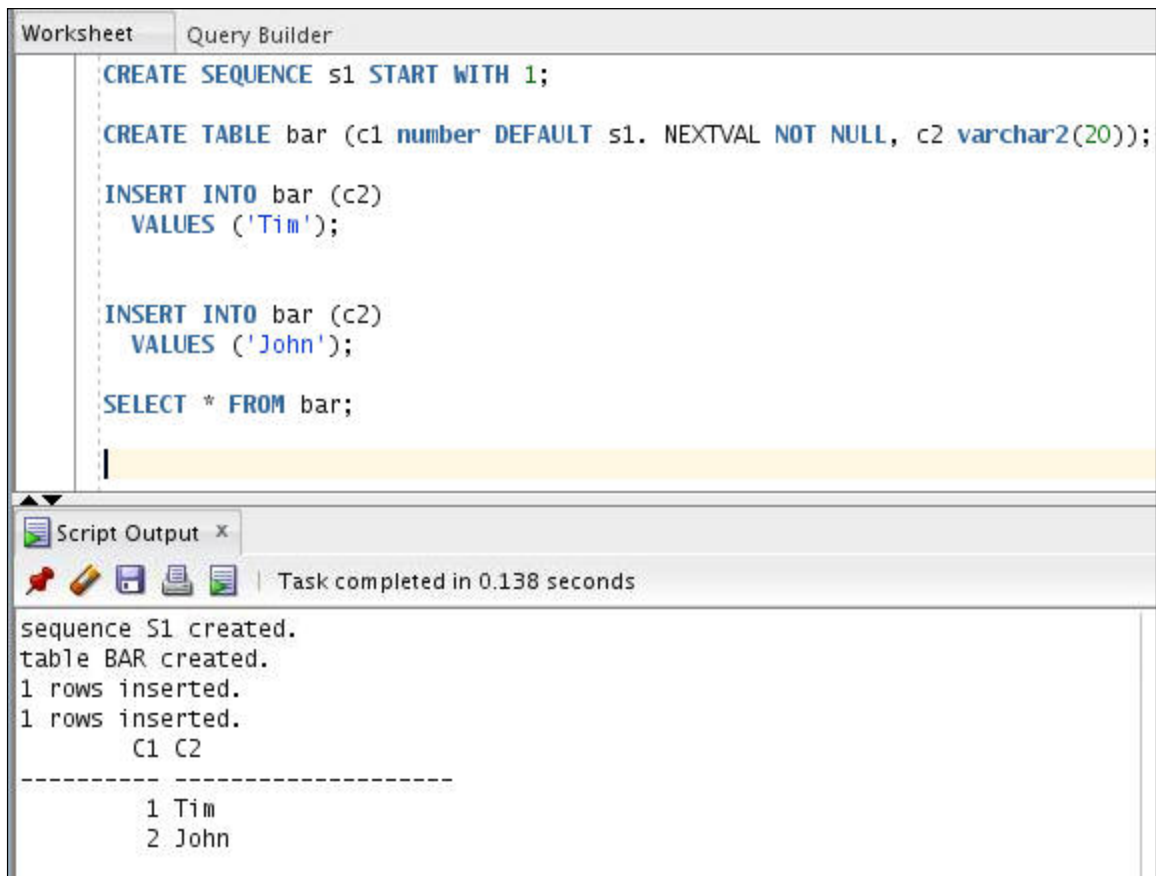 Worksheet Query Builder
CREATE SEQUENCE s1 START WITH 1;
CREATE TABLE bar (c1 number DEFAULT s1. NEXTVAL NOT NULL, c2 varchar2(20));
INSERT INTO bar (c2)
VALUES ('Tim');
INSERT INTO bar (c2)
VALUES ('John');
SELECT * FROM bar;
Script Output x
Task completed in 0.138 seconds
sequence S1 created.
table BAR created.
1 rows inserted.
1 rows inserted.
C1 C2
---------- --------------------
1 Tim
2 John